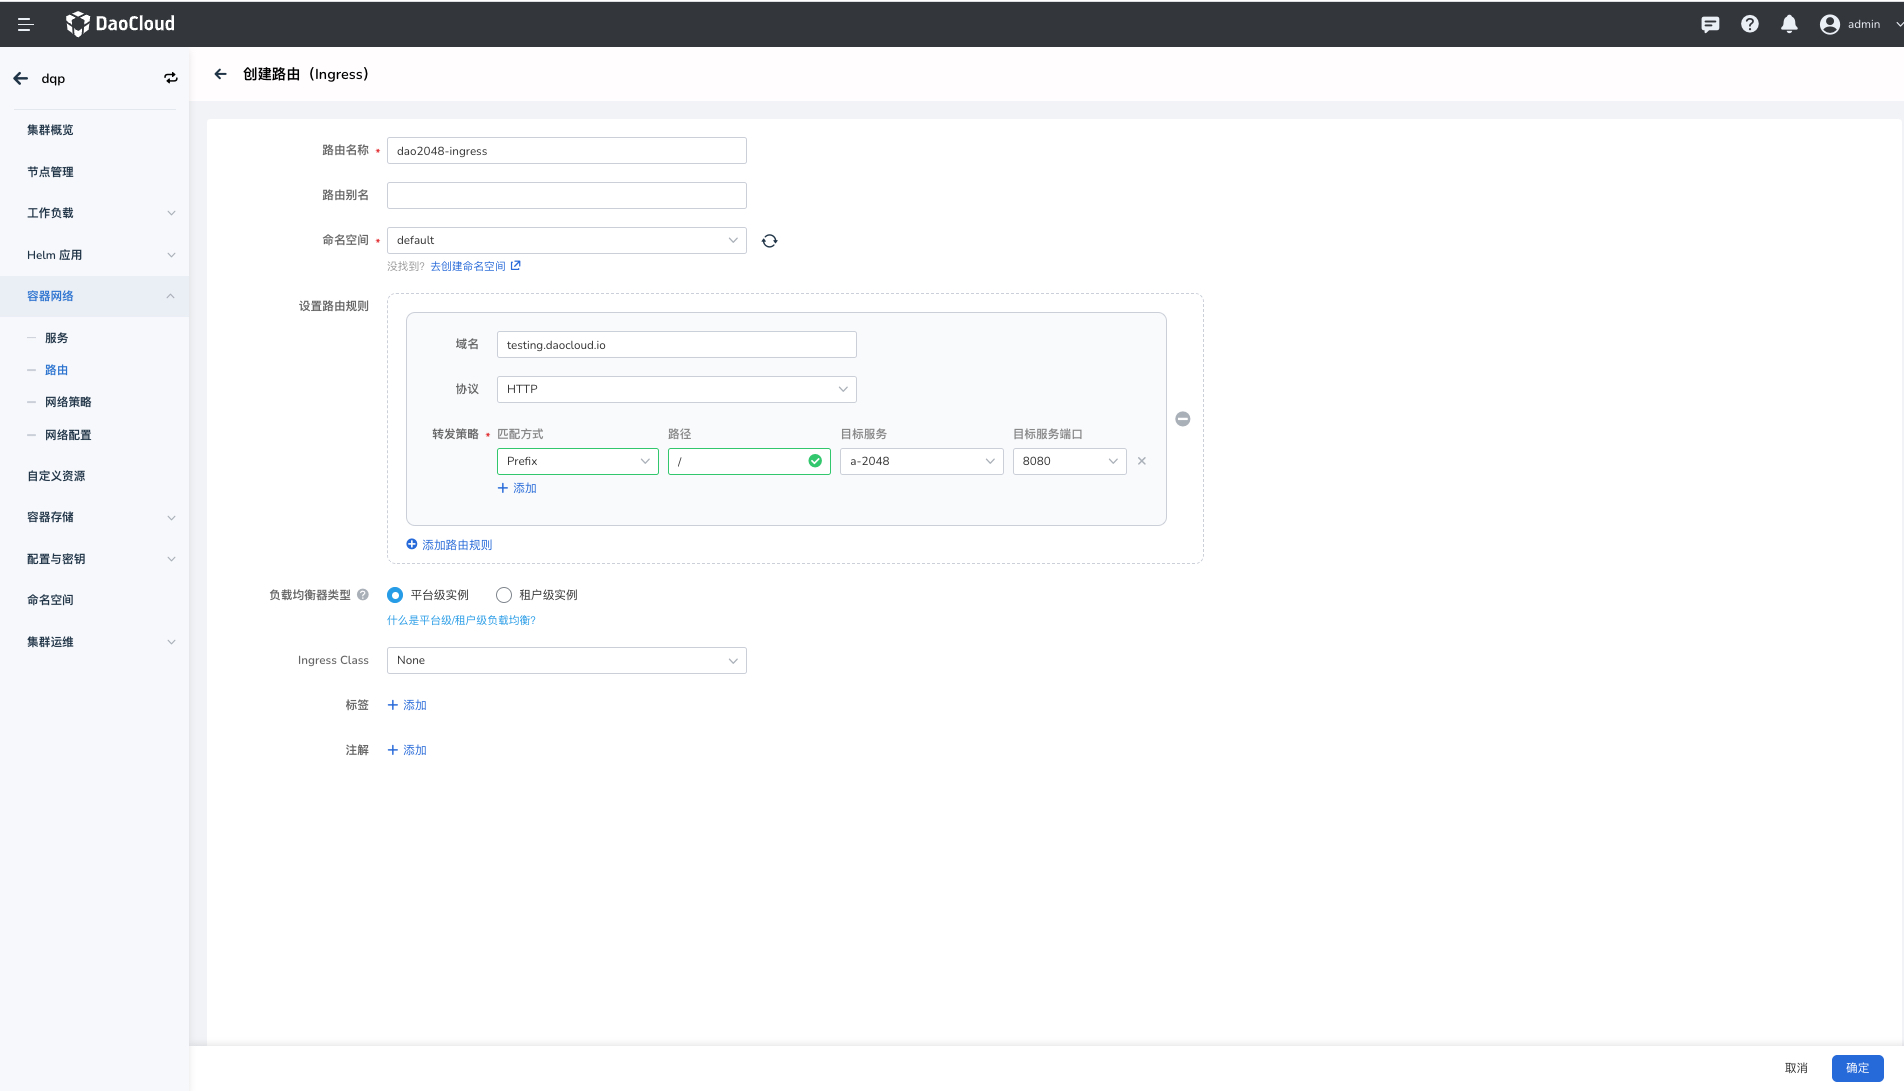 DaoCloud
admin
dqp
创建路由（Ingress）
集群概览
节点管理
工作负载
Helm 应用
容器网络
服务
路由
网络策略
网络配置
自定义资源
容器存储
配置与密钥
命名空间
集群运维
路由名称 * dao2048-ingress
路由别名
命名空间 * default
没找到? 去创建命名空间
设置路由规则
域名 testing.daocloud.io
协议 HTTP
转发策略 * 匹配方式 路径 目标服务 目标服务端口
Prefix / a-2048 8080
添加
添加路由规则
负载均衡器类型 平台级实例 租户级实例
什么是平台级/租户级负载均衡?
Ingress Class None
标签 添加
注解 添加
取消 确定